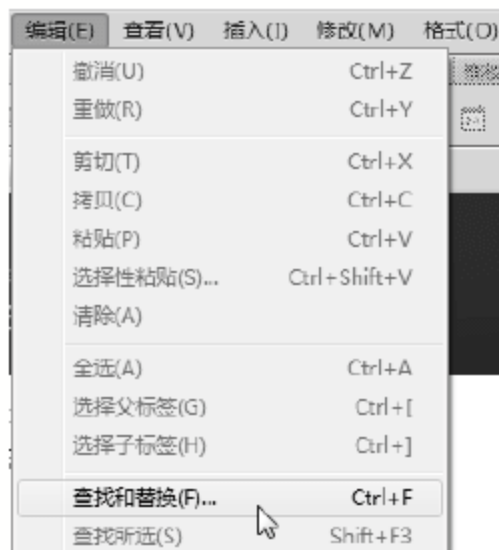 编辑(E) 查看(V) 插入(I) 修改(M) 格式(O)
撤消(U) Ctrl+Z
重做(R) Ctrl+Y
剪切(T) Ctrl+X
拷贝(C) Ctrl+C
粘贴(P) Ctrl+V
选择性粘贴(S)... Ctrl+Shift+V
清除(A)
全选(A) Ctrl+A
选择父标签(G) Ctrl+[
选择子标签(H) Ctrl+]
查找和替换(F)... Ctrl+F
查找所选(S) Shift+F3